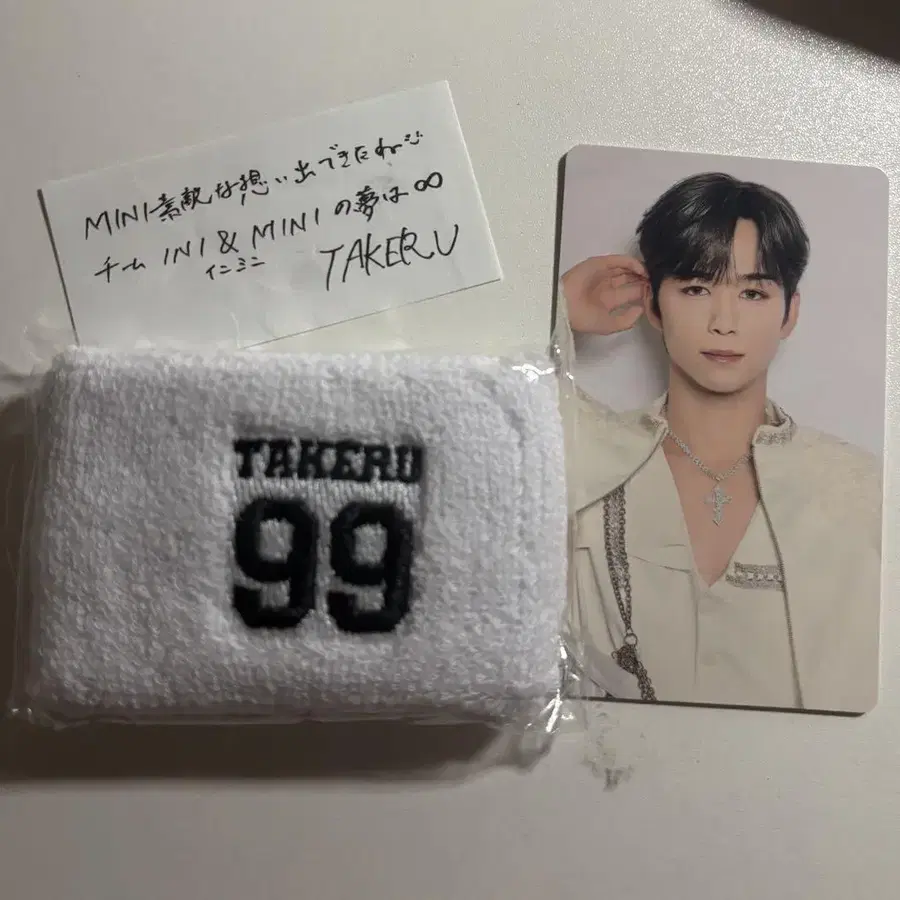 MINI素敵な想い出できたね
チーム INI & MINI の夢は∞
イニ ミニ
TAKERU
TAKERU
99